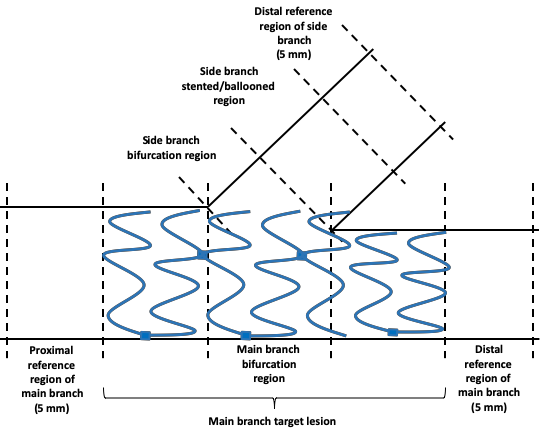 Distal reference
region of side
branch
(5 mm)
Side branch
stented/ballooned
region
Side branch
bifurcation region
Proximal
reference
region of
main branch
(5 mm)
Main branch
bifurcation
region
Distal
reference
region of
main branch
(5 mm)
Main branch target lesion